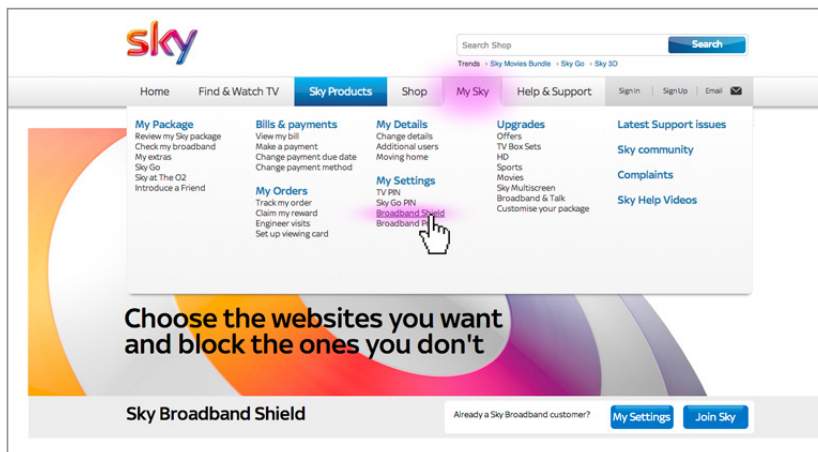 sky
Search Shop
Search
Trends › Sky Movies Bundle › Sky Go › Sky 3D
Home
Find & Watch TV
Sky Products
Shop
My Sky
Help & Support
Sign In
Sign Up
Email
My Package
Review my Sky package
Check my broadband
My extras
Sky Go
Sky at The O2
Introduce a Friend
Bills & payments
View my bill
Make a payment
Change payment due date
Change payment method
My Orders
Track my order
Claim my reward
Engineer visits
Set up viewing card
My Details
Change details
Additional users
Moving home
My Settings
TV PIN
Sky Go PIN
Broadband Shield
Broadband
Upgrades
Offers
TV Box Sets
HD
Sports
Movies
Sky Multiscreen
Broadband & Talk
Customise your package
Latest Support issues
Sky community
Complaints
Sky Help Videos
Choose the websites you want
and block the ones you don't
Sky Broadband Shield
Already a Sky Broadband customer?
My Settings
Join Sky